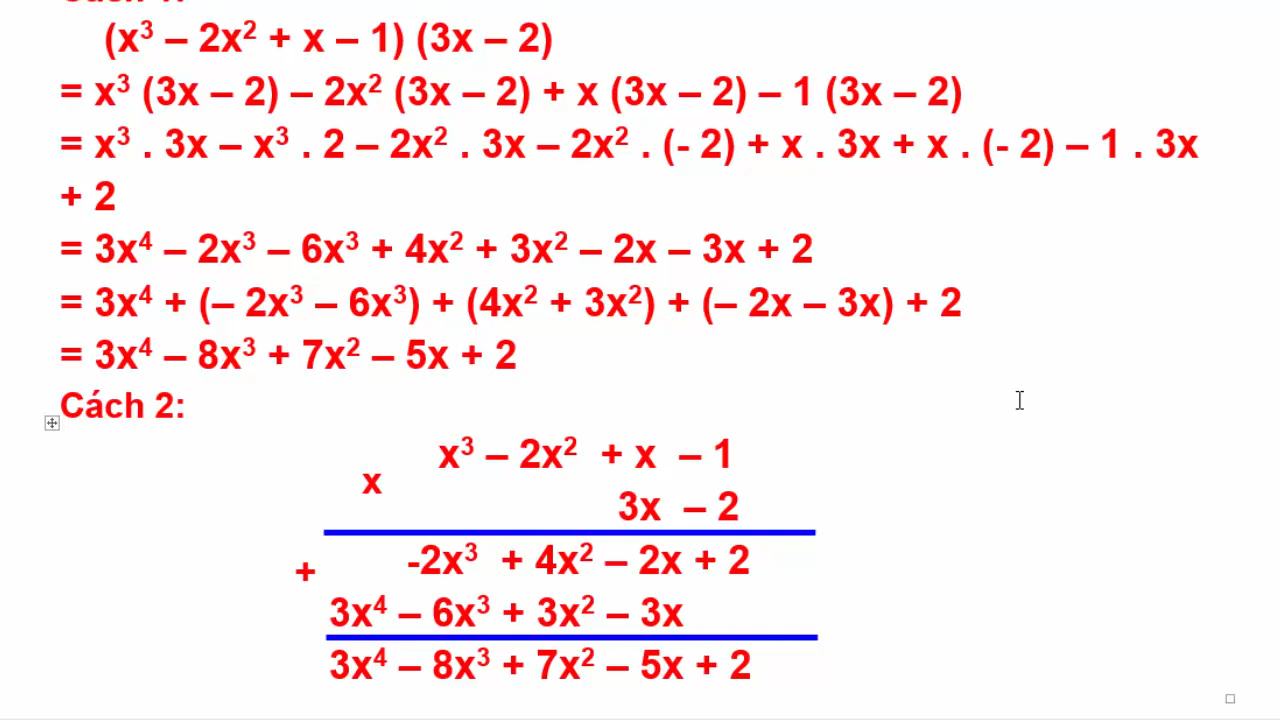 (x³ – 2x² + x – 1) (3x – 2)
= x³ (3x – 2) – 2x² (3x – 2) + x (3x – 2) – 1 (3x – 2)
= x³ . 3x – x³ . 2 – 2x² . 3x – 2x² . (- 2) + x . 3x + x . (- 2) – 1 . 3x
+ 2
= 3x⁴ – 2x³ – 6x³ + 4x² + 3x² – 2x – 3x + 2
= 3x⁴ + (– 2x³ – 6x³) + (4x² + 3x²) + (– 2x – 3x) + 2
= 3x⁴ – 8x³ + 7x² – 5x + 2
Cách 2:
x³ – 2x² + x – 1
x
3x – 2
-2x³ + 4x² – 2x + 2
+
3x⁴ – 6x³ + 3x² – 3x
3x⁴ – 8x³ + 7x² – 5x + 2